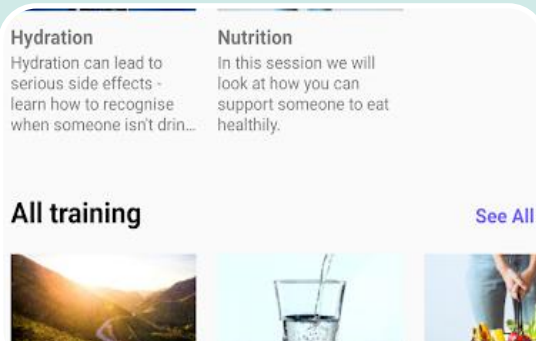 Hydration
Hydration can lead to
serious side effects -
learn how to recognise
when someone isn't drin...
Nutrition
In this session we will
look at how you can
support someone to eat
healthily.
All training
See All